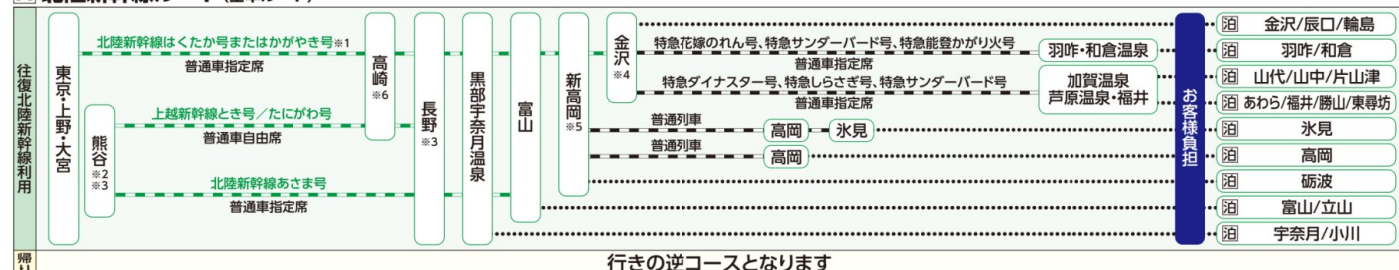 往復北陸新幹線利用
東京・上野・大宮
北陸新幹線はくたか号またはかがやき号※1
普通車指定席
熊谷
※2
※3
上越新幹線とき号／たにがわ号
普通車自由席
北陸新幹線あさま号
普通車指定席
高崎
※6
長野
※3
黒部宇奈月温泉
富山
新高岡
※5
金沢
※4
特急花嫁のれん号、特急サンダーバード号、特急能登かがり火号
普通車指定席
羽咋・和倉温泉
特急ダイナスター号、特急しらさぎ号、特急サンダーバード号
普通車指定席
加賀温泉
芦原温泉・福井
普通列車
高岡
氷見
普通列車
高岡
お客様負担
泊 金沢/辰口/輪島
泊 羽咋/和倉
泊 山代/山中/片山津
泊 あわら/福井/勝山/東尋坊
泊 氷見
泊 高岡
泊 砺波
泊 富山/立山
泊 宇奈月/小川
帰り
行きの逆コースとなります